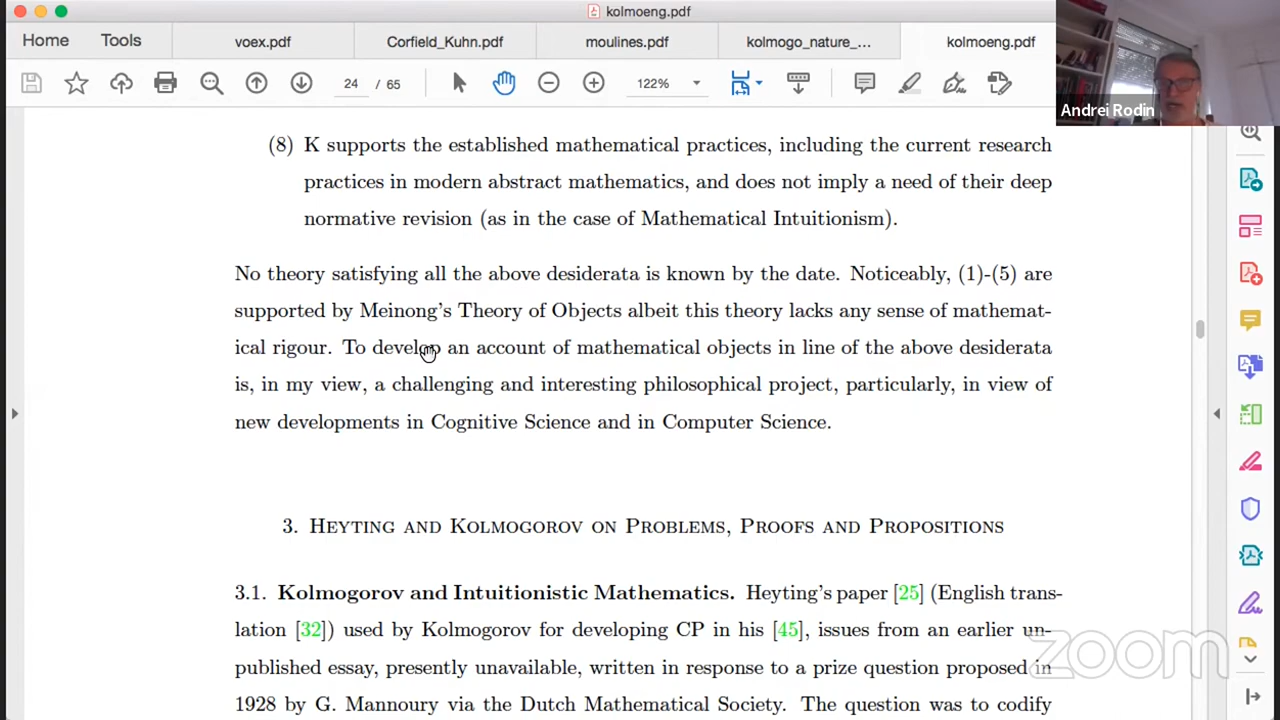 kolmoeng.pdf
Home Tools voex.pdf Corfield_Kuhn.pdf moulines.pdf kolmogo_nature_... kolmoeng.pdf
24 / 65 122%
Andrei Rodin
(8) K supports the established mathematical practices, including the current research
practices in modern abstract mathematics, and does not imply a need of their deep
normative revision (as in the case of Mathematical Intuitionism).
No theory satisfying all the above desiderata is known by the date. Noticeably, (1)-(5) are
supported by Meinong's Theory of Objects albeit this theory lacks any sense of mathemat-
ical rigour. To develop an account of mathematical objects in line of the above desiderata
is, in my view, a challenging and interesting philosophical project, particularly, in view of
new developments in Cognitive Science and in Computer Science.
3. Heyting and Kolmogorov on Problems, Proofs and Propositions
3.1. Kolmogorov and Intuitionistic Mathematics. Heyting's paper [25] (English trans-
lation [32]) used by Kolmogorov for developing CP in his [45], issues from an earlier un-
published essay, presently unavailable, written in response to a prize question proposed in
1928 by G. Mannoury via the Dutch Mathematical Society. The question was to codify
zoom